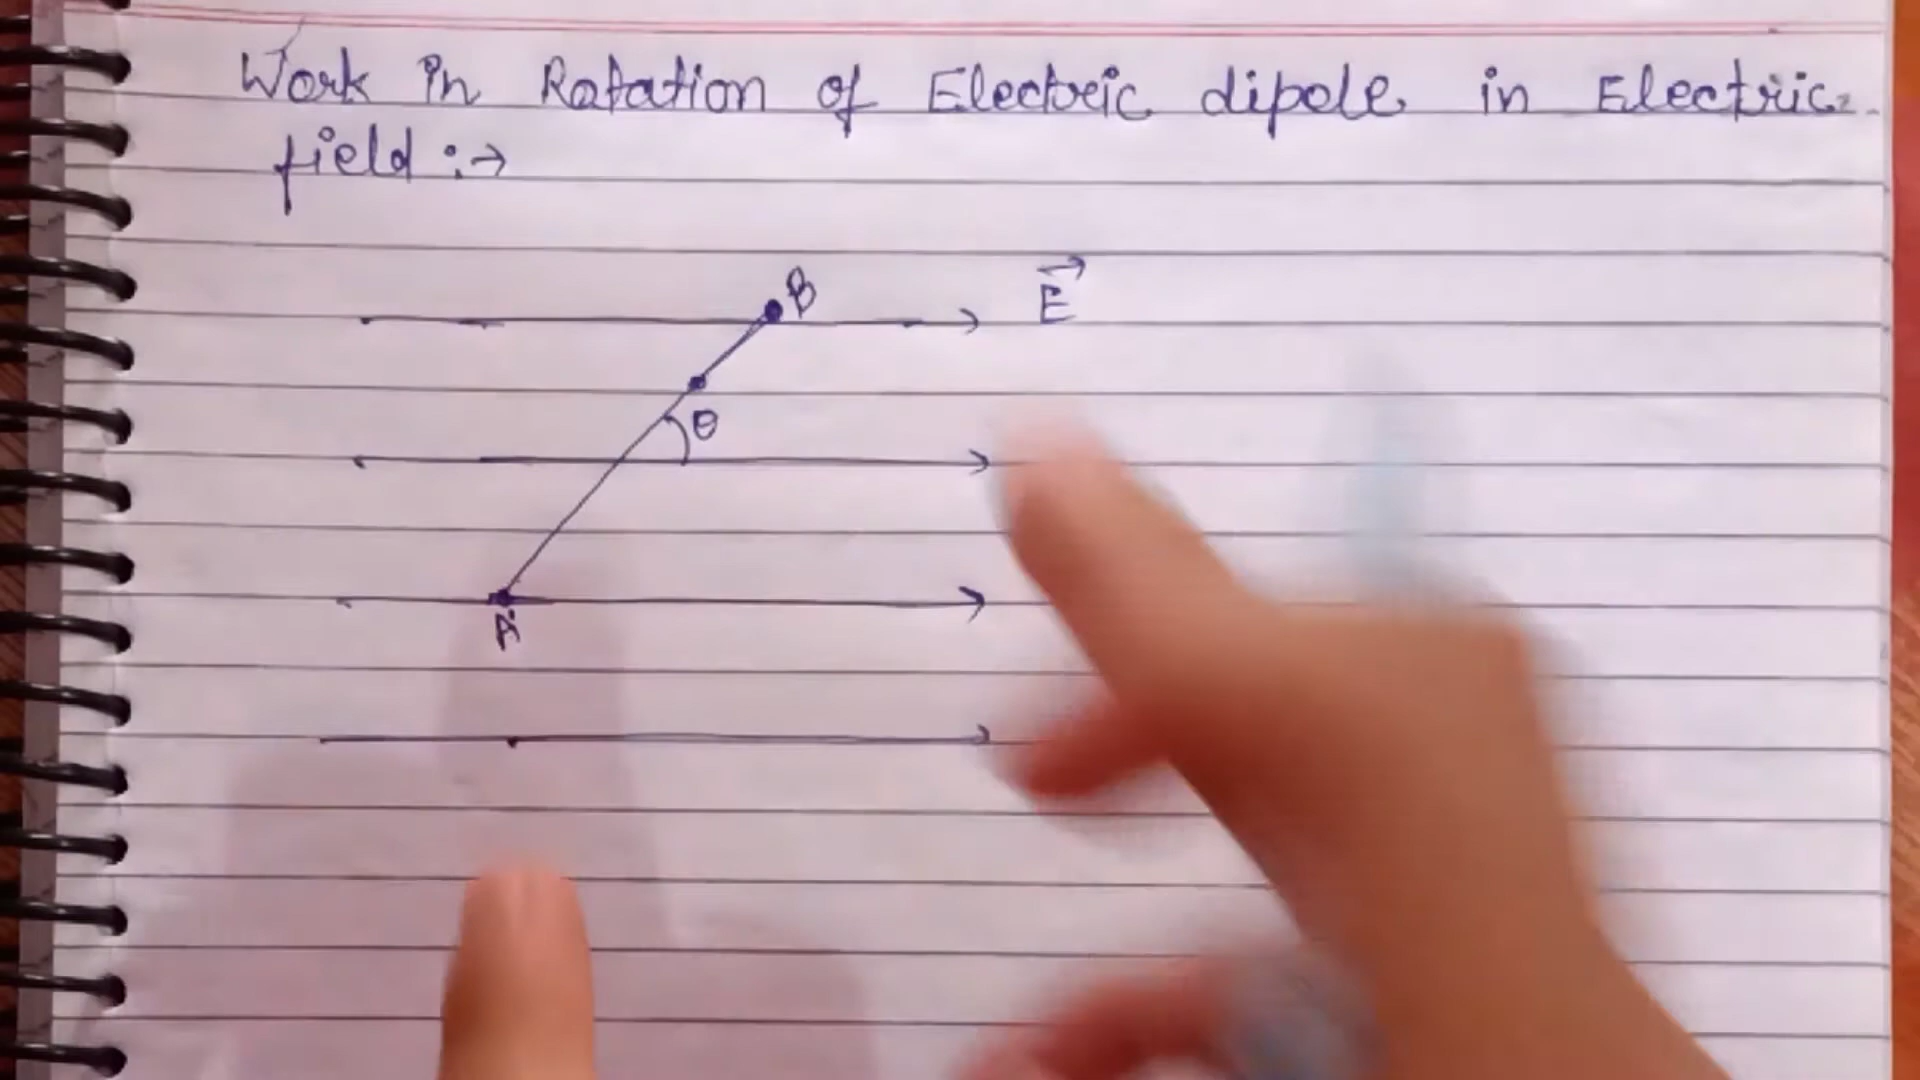 Work in Rotation of Electric dipole in Electric
field :→
B
E
θ
A